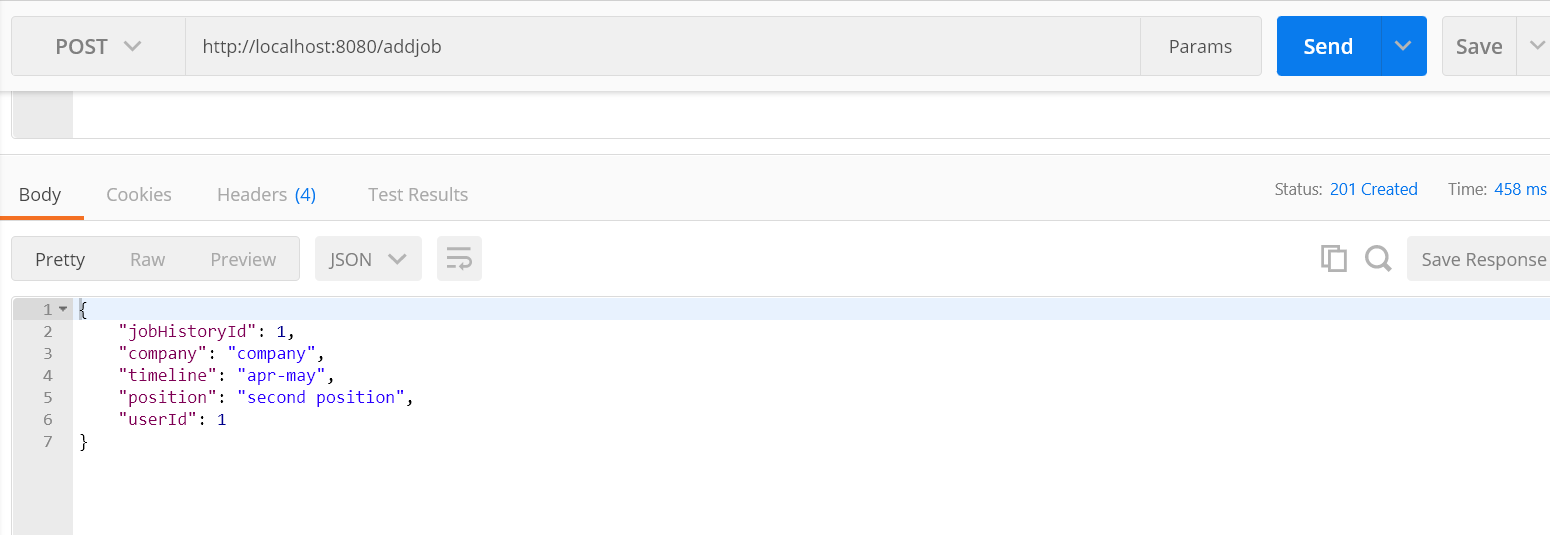 POST http://localhost:8080/addjob Params Send Save
Body Cookies Headers (4) Test Results Status: 201 Created Time: 458 ms
Pretty Raw Preview JSON Save Response
1 {
2 "jobHistoryId": 1,
3 "company": "company",
4 "timeline": "apr-may",
5 "position": "second position",
6 "userId": 1
7 }